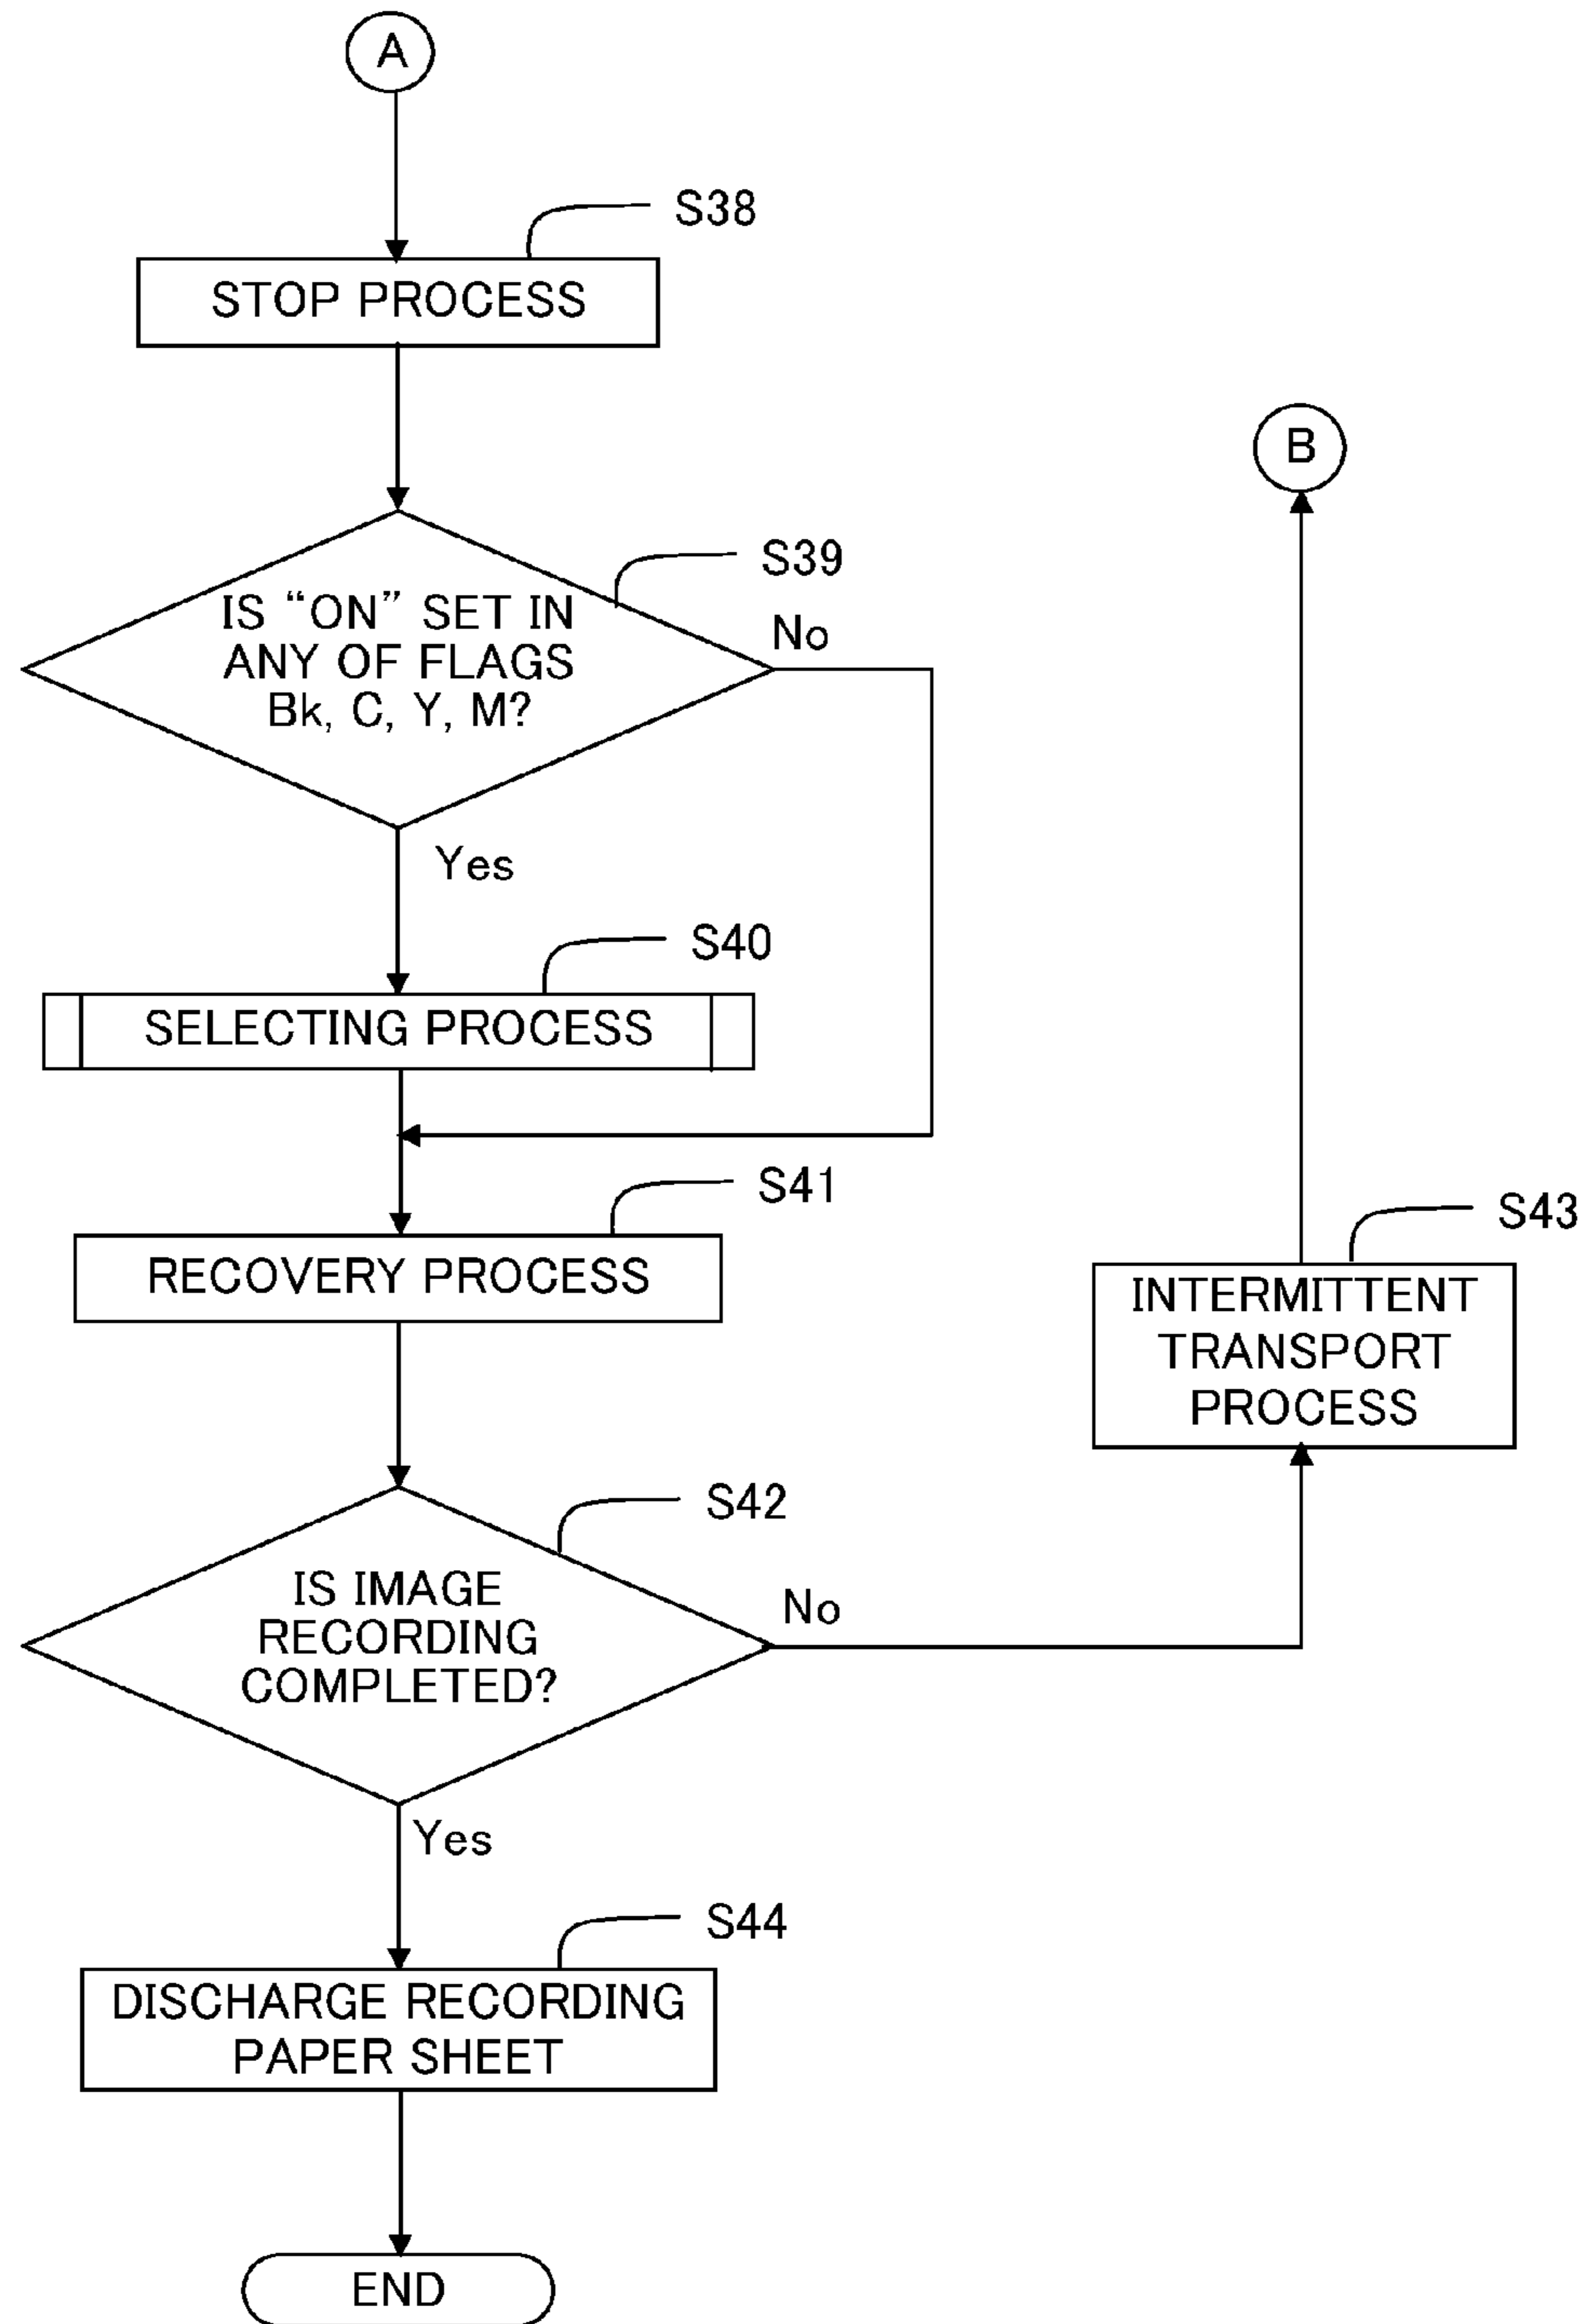 A
S38
STOP PROCESS
B
S39
IS “ON” SET IN
ANY OF FLAGS
Bk, C, Y, M?
No
Yes
S40
SELECTING PROCESS
S41
RECOVERY PROCESS
S43
INTERMITTENT
TRANSPORT
PROCESS
S42
IS IMAGE
RECORDING
COMPLETED?
No
Yes
S44
DISCHARGE RECORDING
PAPER SHEET
END